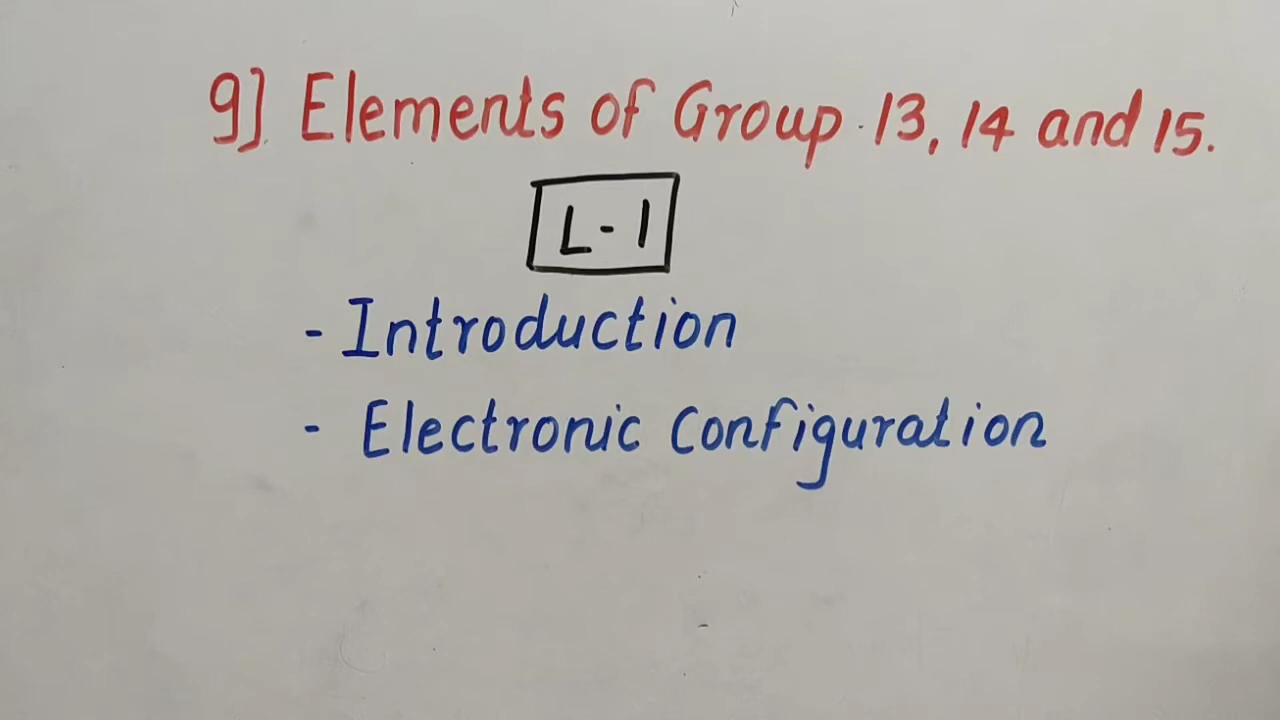 9] Elements of Group 13, 14 and 15.
L-1
- Introduction
- Electronic Configuration